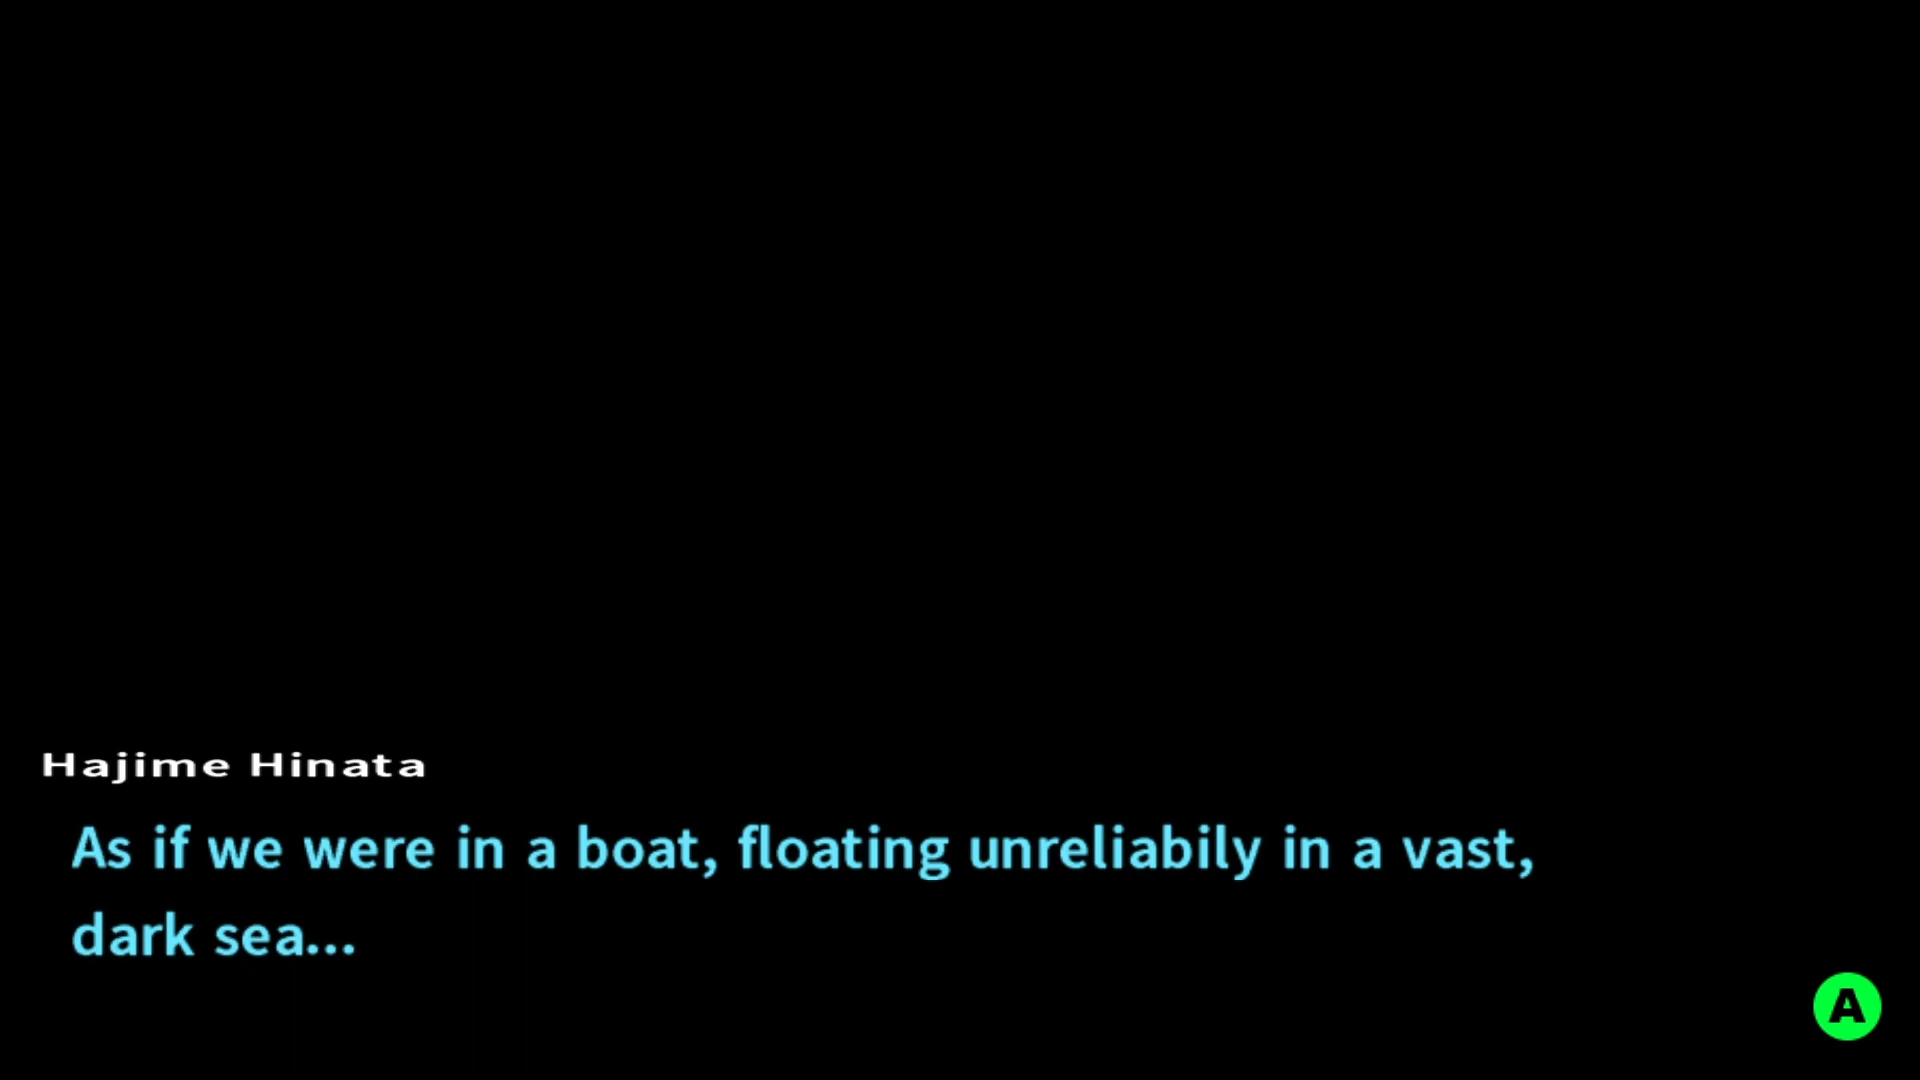 Hajime Hinata
As if we were in a boat, floating unreliabily in a vast,
dark sea...
A